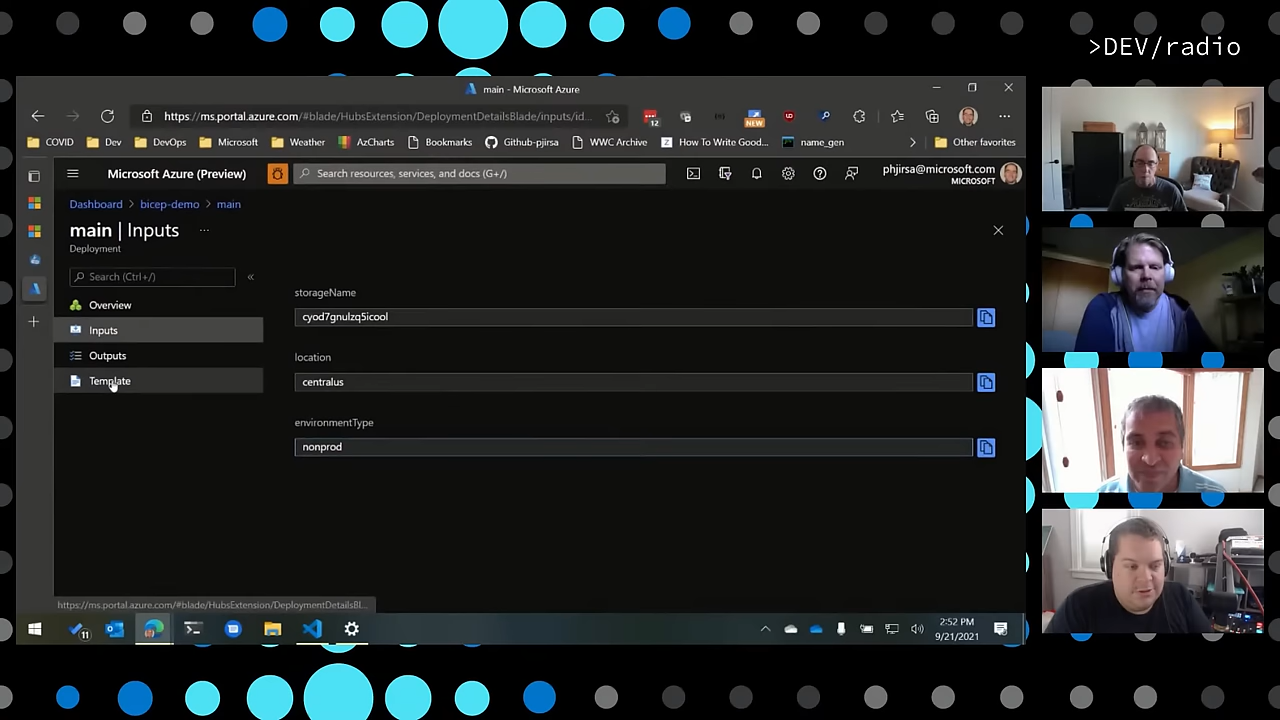 >DEV/radio
main - Microsoft Azure
https://ms.portal.azure.com/#blade/HubsExtension/DeploymentDetailsBlade/inputs/id...
12
NEW
COVID
Dev
DevOps
Microsoft
Weather
AzCharts
Bookmarks
Github-pjirsa
WWC Archive
How To Write Good...
name_gen
Other favorites
Microsoft Azure (Preview)
Search resources, services, and docs (G+/)
phjirsa@microsoft.com
MICROSOFT
Dashboard > bicep-demo > main
main | Inputs ...
Deployment
Search (Ctrl+/)
«
Overview
Inputs
Outputs
Template
storageName
cyod7gnulzq5icool
location
centralus
environmentType
nonprod
https://ms.portal.azure.com/#blade/HubsExtension/DeploymentDetailsBl...
11
2:52 PM
9/21/2021